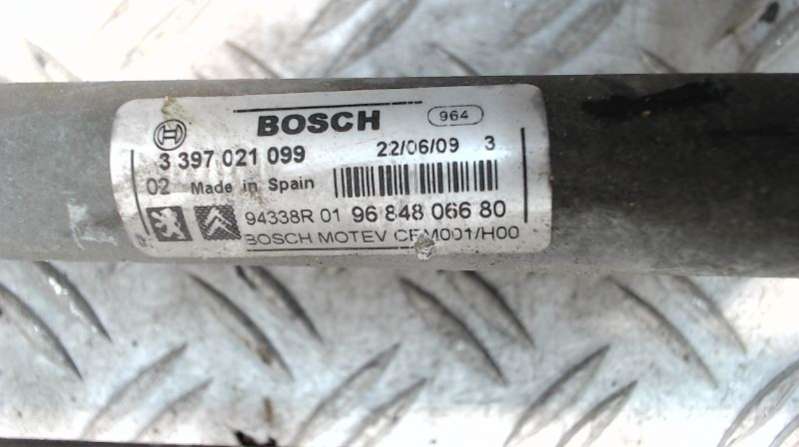 BOSCH 964
3 397 021 099 22/06/09 3
02 Made in Spain
94338R 01 96 848 066 80
BOSCH MOTEV CFM001/H00